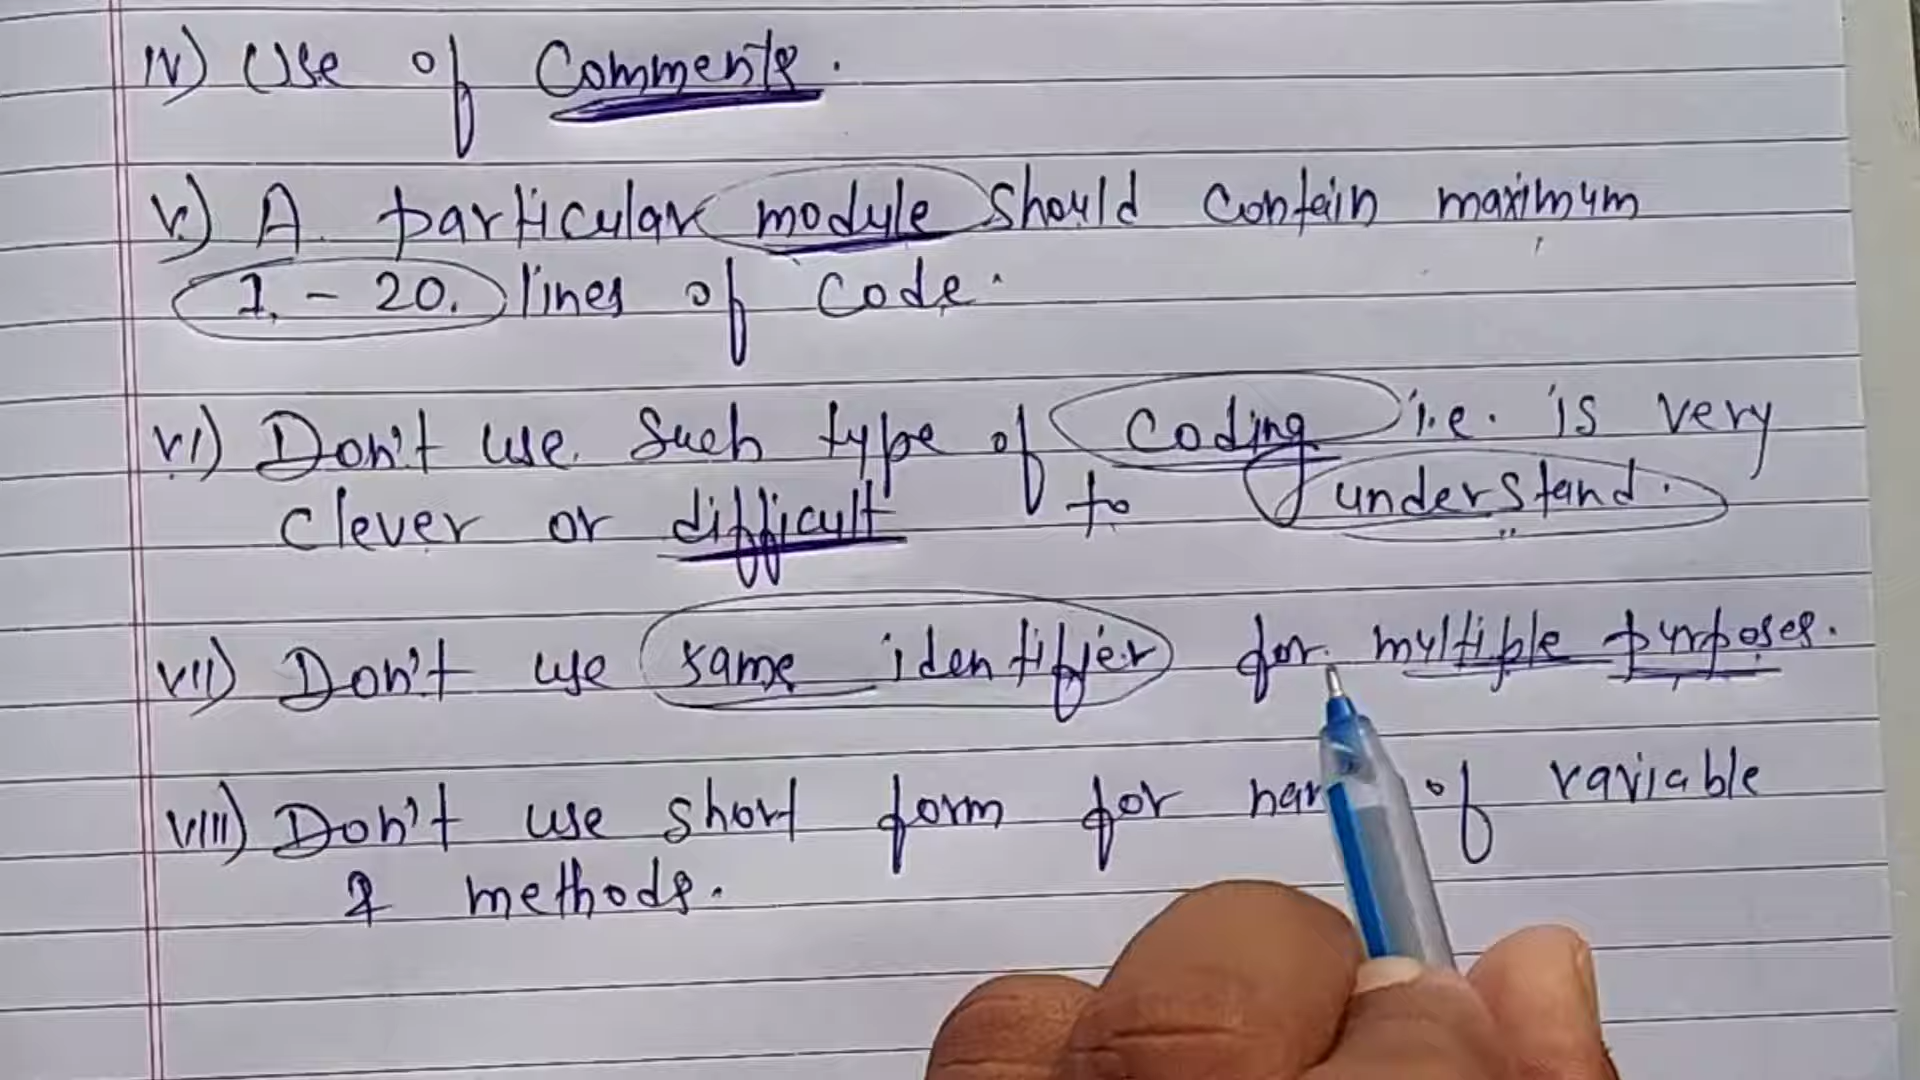 IV) Use of Comments.
V.) A particular module should contain maximum
1 - 20. lines of code.
VI) Don't use such type of coding i.e. is very
clever or difficult to understand.
VII) Don't use same identifier for multiple purposes.
VIII) Don't use short form for of variable
& methods.